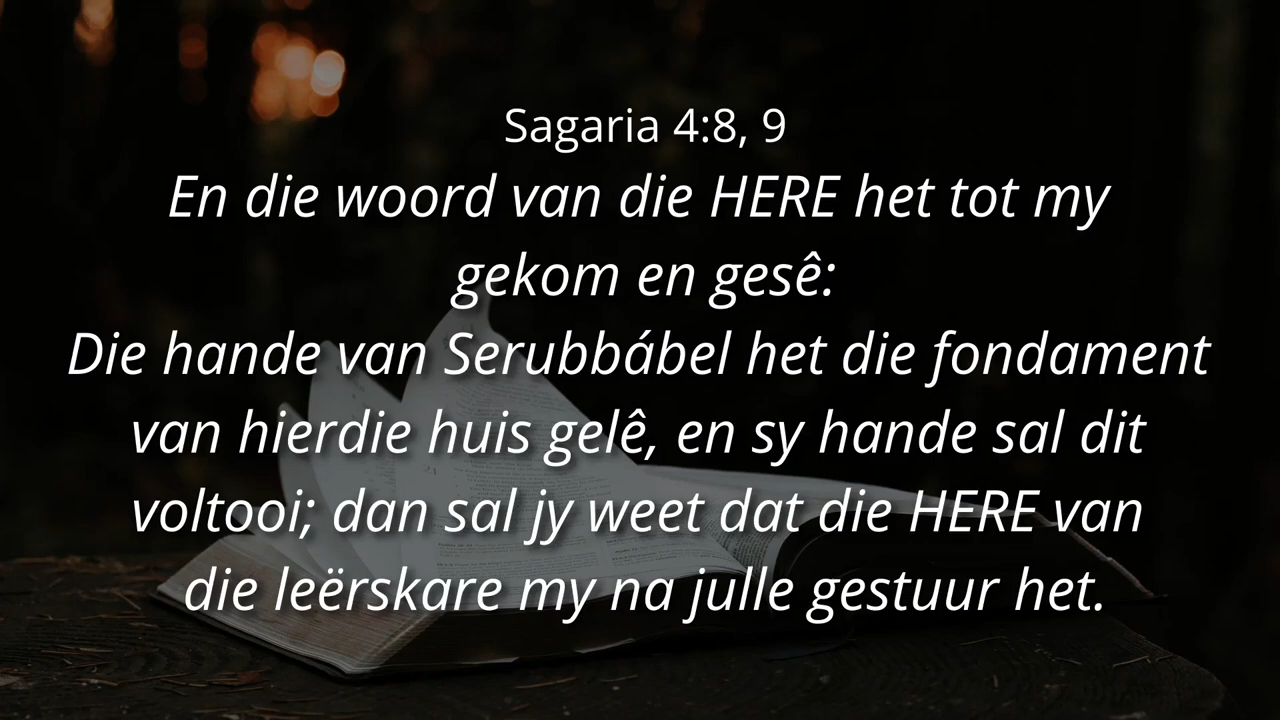 Sagaria 4:8, 9
En die woord van die HERE het tot my
gekom en gesê:
Die hande van Serubbábel het die fondament
van hierdie huis gelê, en sy hande sal dit
voltooi; dan sal jy weet dat die HERE van
die leërskare my na julle gestuur het.